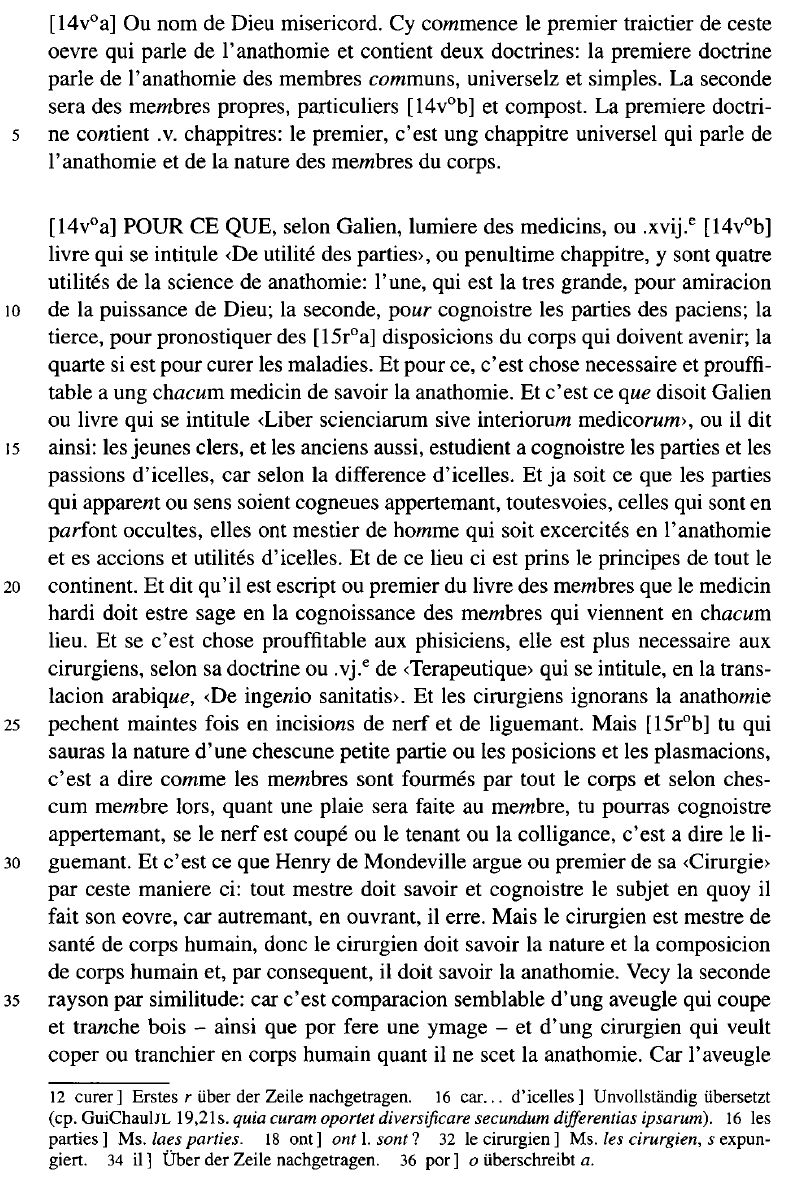 [14vºa] Ou nom de Dieu misericord. Cy commence le premier traictier de ceste
oevre qui parle de l'anathomie et contient deux doctrines: la premiere doctrine
parle de l'anathomie des membres communs, universelz et simples. La seconde
sera des membres propres, particuliers [14vºb] et compost. La premiere doctri-
5 ne contient .v. chappitres: le premier, c'est ung chappitre universel qui parle de
l'anathomie et de la nature des membres du corps.

[14vºa] POUR CE QUE, selon Galien, lumiere des medicins, ou .xvij.ᵉ [14vºb]
livre qui se intitule ‹De utilité des parties›, ou penultime chappitre, y sont quatre
utilités de la science de anathomie: l'une, qui est la tres grande, pour amiracion
10 de la puissance de Dieu; la seconde, pour cognoistre les parties des paciens; la
tierce, pour pronostiquer des [15rºa] disposicions du corps qui doivent avenir; la
quarte si est pour curer les maladies. Et pour ce, c'est chose necessaire et prouffi-
table a ung chacum medicin de savoir la anathomie. Et c'est ce que disoit Galien
ou livre qui se intitule ‹Liber scienciarum sive interiorum medicorum›, ou il dit
15 ainsi: les jeunes clers, et les anciens aussi, estudient a cognoistre les parties et les
passions d'icelles, car selon la difference d'icelles. Et ja soit ce que les parties
qui apparent ou sens soient cogneues appertemant, toutesvoies, celles qui sont en
parfont occultes, elles ont mestier de homme qui soit excercités en l'anathomie
et es accions et utilités d'icelles. Et de ce lieu ci est prins le principes de tout le
20 continent. Et dit qu'il est escript ou premier du livre des membres que le medicin
hardi doit estre sage en la cognoissance des membres qui viennent en chacum
lieu. Et se c'est chose prouffitable aux phisiciens, elle est plus necessaire aux
cirurgiens, selon sa doctrine ou .vj.ᵉ de ‹Terapeutique› qui se intitule, en la trans-
lacion arabique, ‹De ingenio sanitatis›. Et les cirurgiens ignorans la anathomie
25 pechent maintes fois en incisions de nerf et de liguemant. Mais [15rºb] tu qui
sauras la nature d'une chescune petite partie ou les posicions et les plasmacions,
c'est a dire comme les membres sont fourmés par tout le corps et selon ches-
cum membre lors, quant une plaie sera faite au membre, tu pourras cognoistre
appertemant, se le nerf est coupé ou le tenant ou la colligance, c'est a dire le li-
30 guemant. Et c'est ce que Henry de Mondeville argue ou premier de sa ‹Cirurgie›
par ceste maniere ci: tout mestre doit savoir et cognoistre le subjet en quoy il
fait son eovre, car autremant, en ouvrant, il erre. Mais le cirurgien est mestre de
santé de corps humain, donc le cirurgien doit savoir la nature et la composicion
de corps humain et, par consequent, il doit savoir la anathomie. Vecy la seconde
35 rayson par similitude: car c'est comparacion semblable d'ung aveugle qui coupe
et tranche bois – ainsi que por fere une ymage – et d'ung cirurgien qui veult
coper ou tranchier en corps humain quant il ne scet la anathomie. Car l'aveugle

12 curer ] Erstes r über der Zeile nachgetragen. 16 car… d'icelles ] Unvollständig übersetzt
(cp. GuiChaulJL 19,21s. quia curam oportet diversificare secundum differentias ipsarum). 16 les
parties ] Ms. laes parties. 18 ont ] ont l. sont ? 32 le cirurgien ] Ms. les cirurgien, s expun-
giert. 34 il ] Über der Zeile nachgetragen. 36 por ] o überschreibt a.